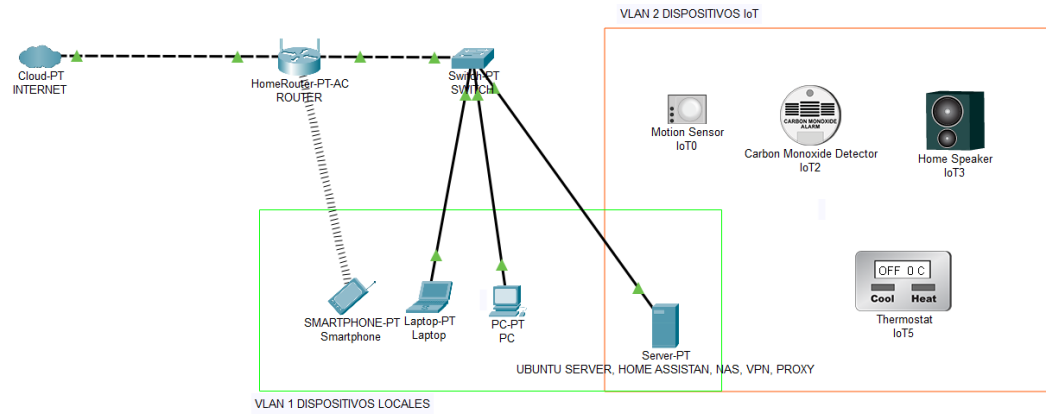 VLAN 2 DISPOSITIVOS IoT
Cloud-PT
INTERNET
HomeRouter-PT-AC
ROUTER
Switch-PT
SWITCH
Motion Sensor
IoT0
CARBON MONOXIDE
ALARM
Carbon Monoxide Detector
IoT2
Home Speaker
IoT3
OFF 0 C
Cool Heat
Thermostat
IoT5
SMARTPHONE-PT
Smartphone
Laptop-PT
Laptop
PC-PT
PC
Server-PT
UBUNTU SERVER, HOME ASSISTAN, NAS, VPN, PROXY
VLAN 1 DISPOSITIVOS LOCALES